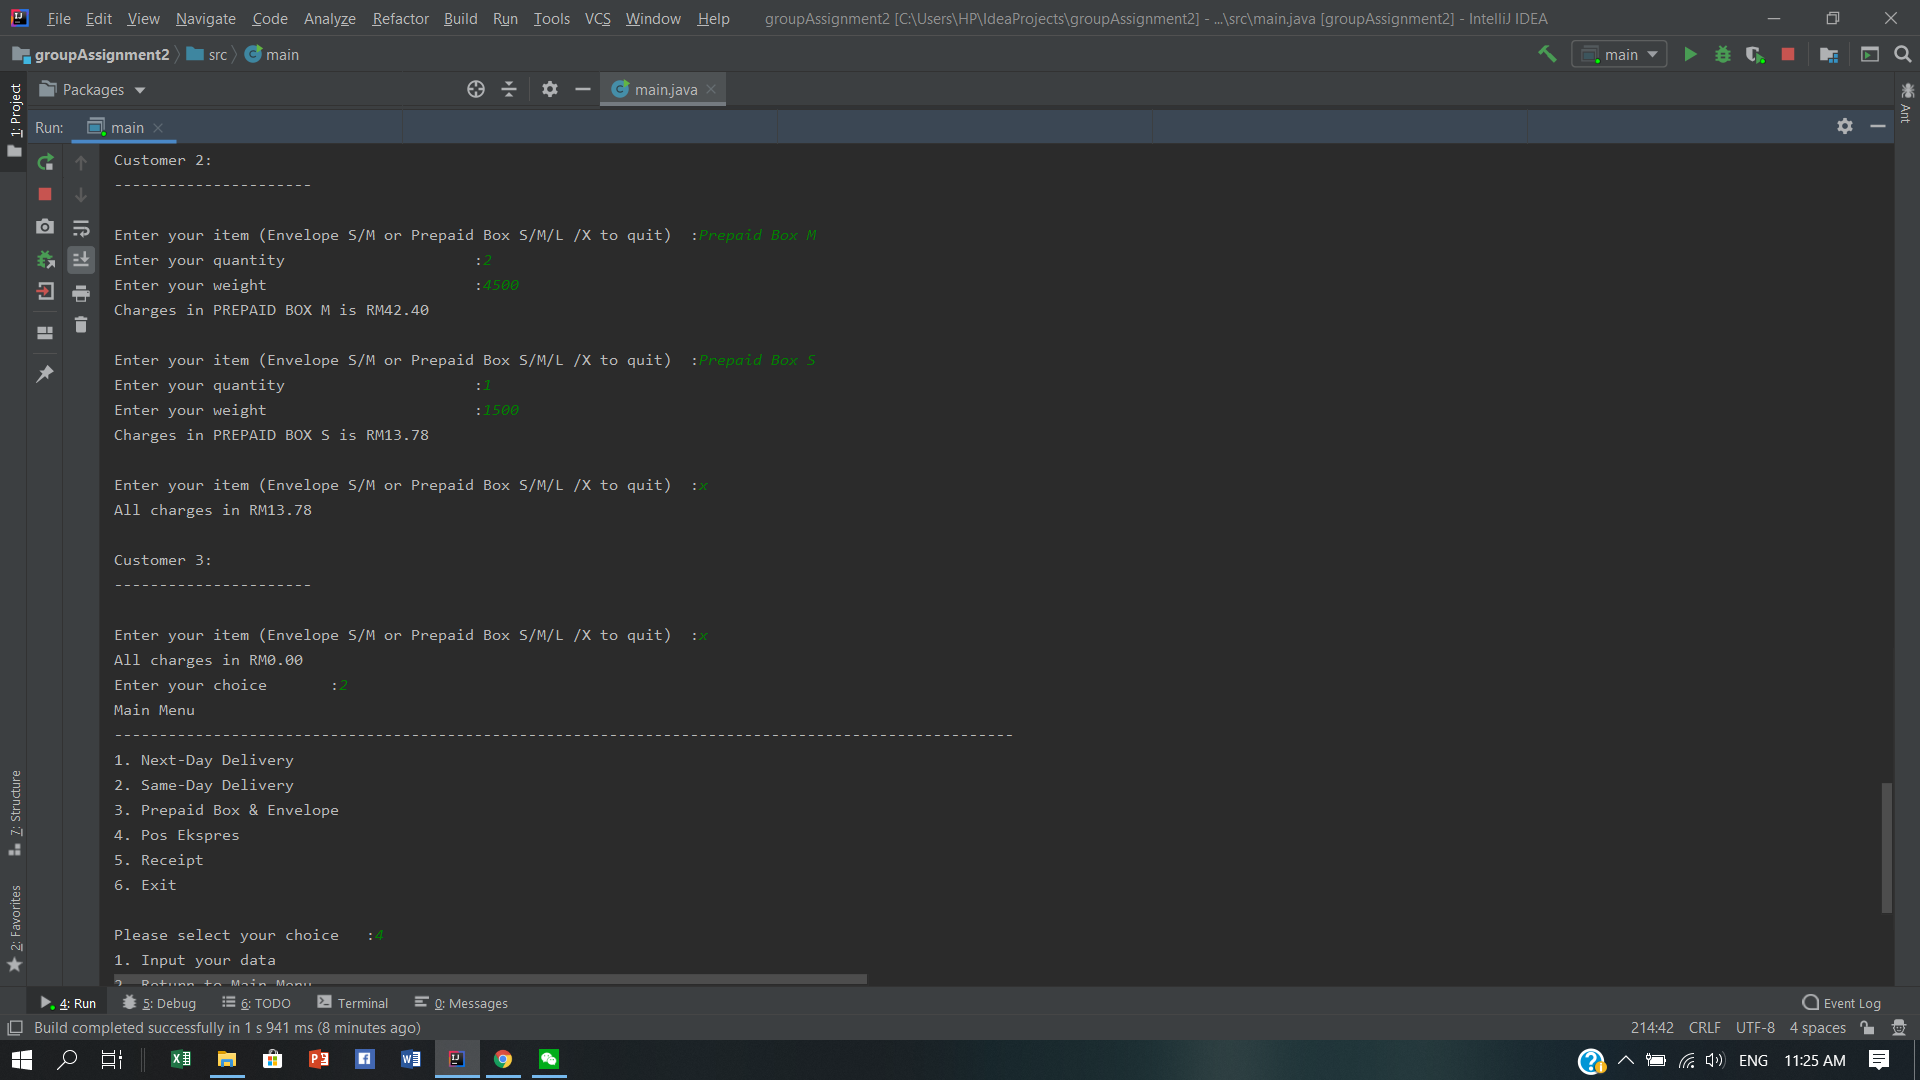 File Edit View Navigate Code Analyze Refactor Build Run Tools VCS Window Help groupAssignment2 [C:\Users\HP\IdeaProjects\groupAssignment2] - ...\src\main.java [groupAssignment2] - IntelliJ IDEA
groupAssignment2 src main main
Packages main.java
Run: main
1: Project
Ant
Customer 2:
----------------------
Enter your item (Envelope S/M or Prepaid Box S/M/L /X to quit)  :Prepaid Box M
Enter your quantity                     :2
Enter your weight                       :4500
Charges in PREPAID BOX M is RM42.40
Enter your item (Envelope S/M or Prepaid Box S/M/L /X to quit)  :Prepaid Box S
Enter your quantity                     :1
Enter your weight                       :1500
Charges in PREPAID BOX S is RM13.78
Enter your item (Envelope S/M or Prepaid Box S/M/L /X to quit)  :x
All charges in RM13.78
Customer 3:
----------------------
Enter your item (Envelope S/M or Prepaid Box S/M/L /X to quit)  :x
All charges in RM0.00
Enter your choice       :2
Main Menu
----------------------------------------------------------------------------------------------------
1. Next-Day Delivery
2. Same-Day Delivery
3. Prepaid Box & Envelope
4. Pos Ekspres
5. Receipt
6. Exit
Please select your choice   :4
1. Input your data
2. Return to Main Menu
7: Structure
2: Favorites
4: Run 5: Debug 6: TODO Terminal 0: Messages Event Log
Build completed successfully in 1 s 941 ms (8 minutes ago) 214:42 CRLF UTF-8 4 spaces
ENG 11:25 AM